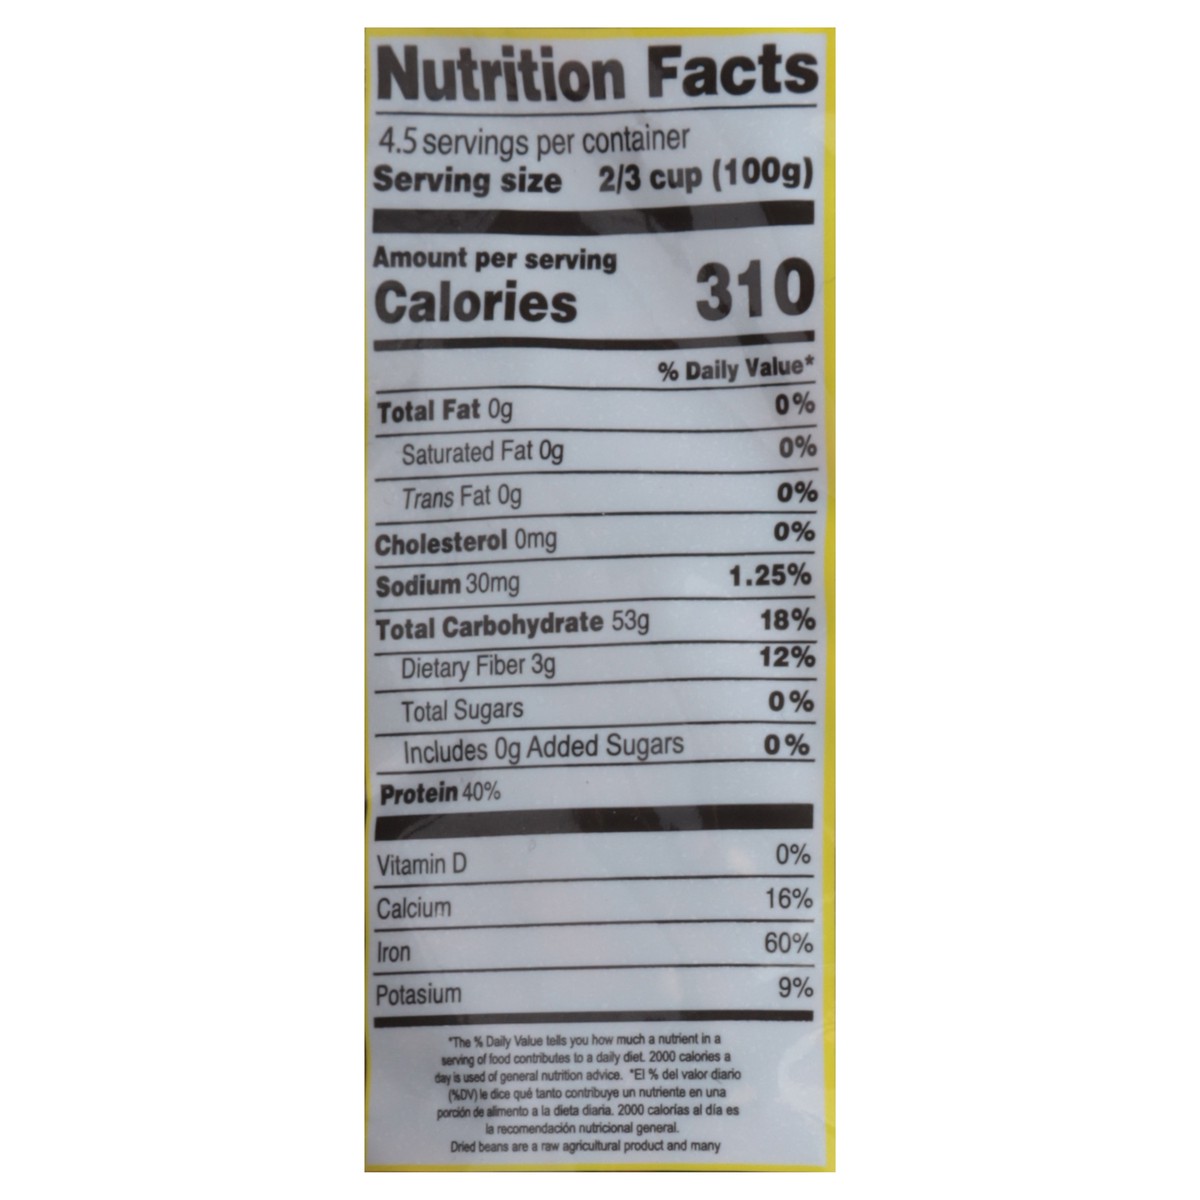 Nutrition Facts
4.5 servings per container
Serving size 2/3 cup (100g)
Amount per serving
Calories 310
% Daily Value*
Total Fat 0g 0%
Saturated Fat 0g 0%
Trans Fat 0g 0%
Cholesterol 0mg 0%
Sodium 30mg 1.25%
Total Carbohydrate 53g 18%
Dietary Fiber 3g 12%
Total Sugars 0%
Includes 0g Added Sugars 0%
Protein 40%
Vitamin D 0%
Calcium 16%
Iron 60%
Potasium 9%
*The % Daily Value tells you how much a nutrient in a
serving of food contributes to a daily diet. 2000 calories a
day is used of general nutrition advice. *El % del valor diario
(%DV) le dice qué tanto contribuye un nutriente en una
porción de alimento a la dieta diaria. 2000 calorías al día es
la recomendación nutricional general.
Dried beans are a raw agricultural product and many